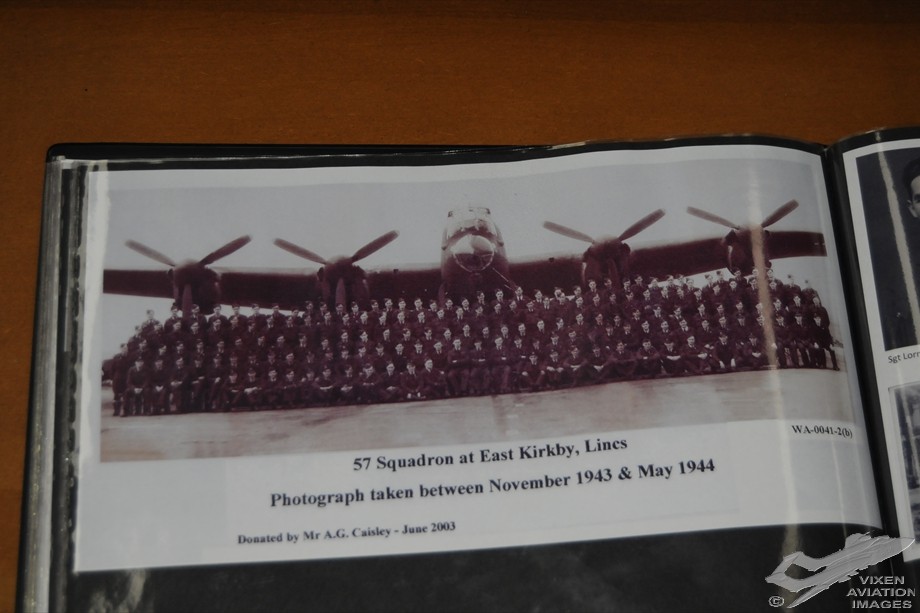 WA-0041-2(b)
57 Squadron at East Kirkby, Lincs
Photograph taken between November 1943 & May 1944
Donated by Mr A.G. Caisley - June 2003
Sgt
© VIXEN
AVIATION
IMAGES